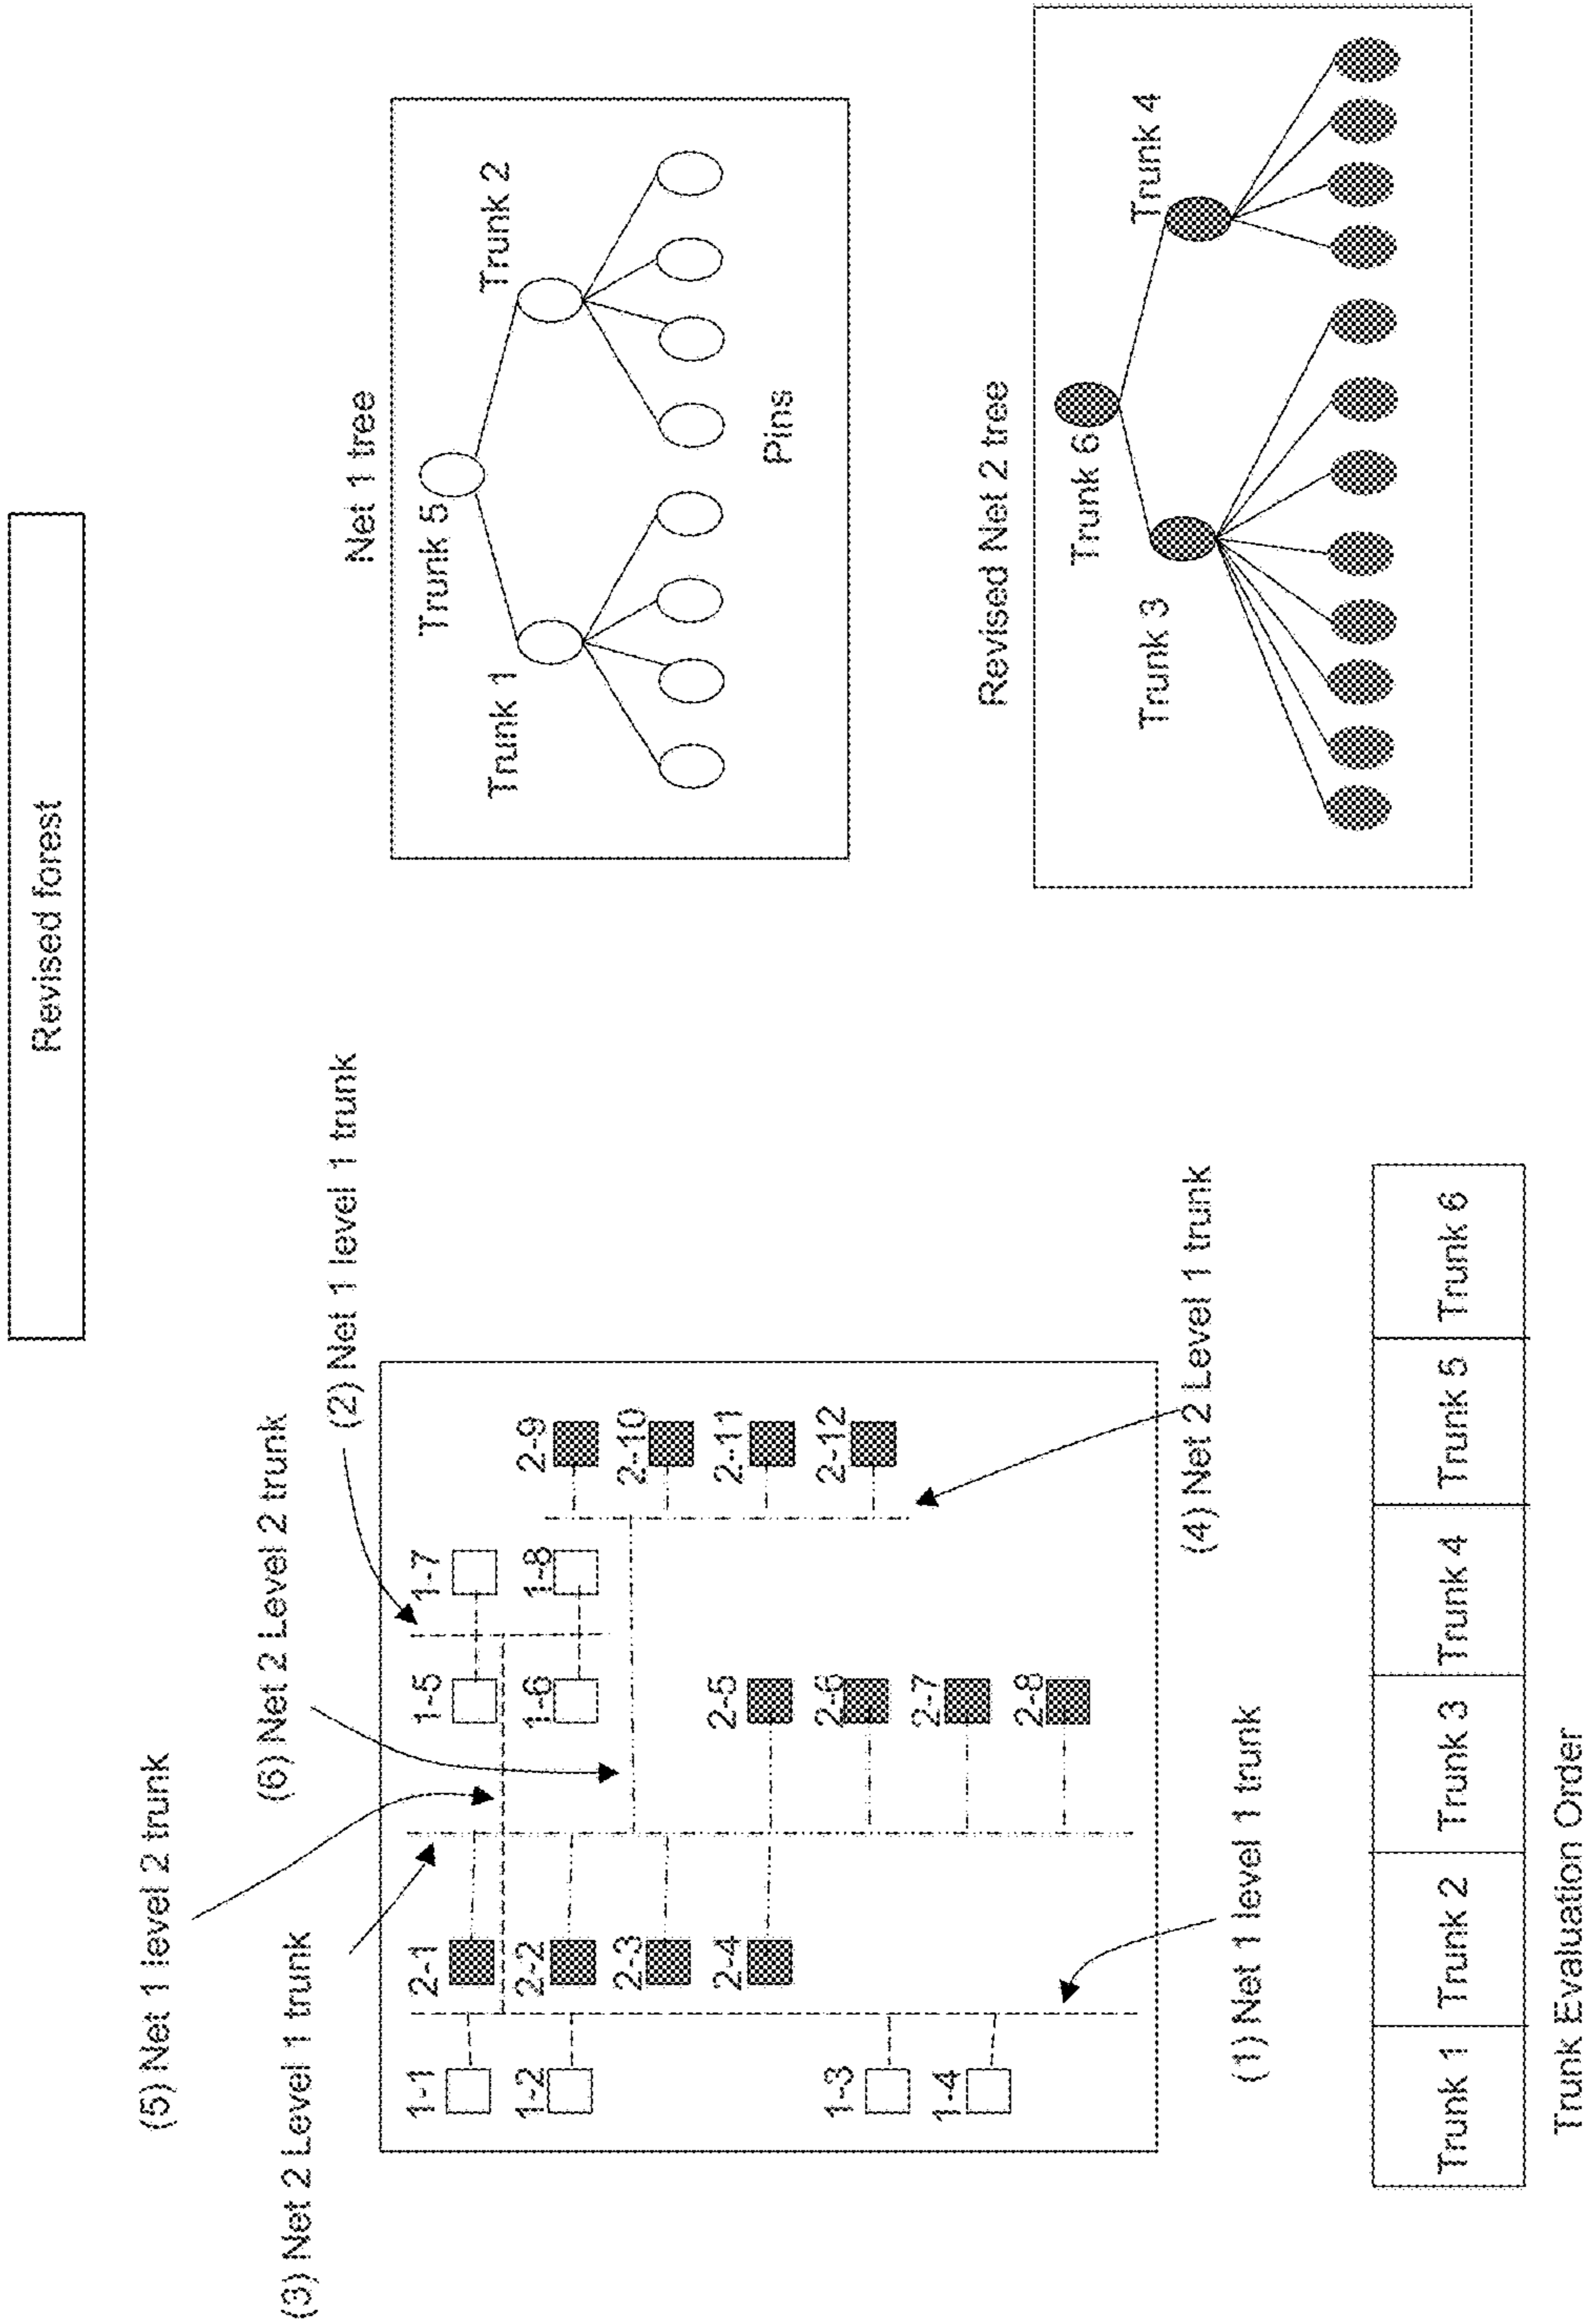 Revised forest
(5) Net 1 level 2 trunk
(6) Net 2 Level 2 trunk
(3) Net 2 Level 1 trunk
(2) Net 1 level 1 trunk
2-1
1-5
1-7
1-1
2-9
2-2
1-6
1-8
1-2
2-10
2-3
2-5
2-11
2-4
2-6
2-12
1-3
2-7
1-4
2-8
(1) Net 1 level 1 trunk
(4) Net 2 Level 1 trunk
Trunk 1
Trunk 2
Trunk 3
Trunk 4
Trunk 5
Trunk 6
Trunk Evaluation Order
Net 1 tree
Trunk 5
Trunk 1
Trunk 2
Pins
Revised Net 2 tree
Trunk 6
Trunk 3
Trunk 4